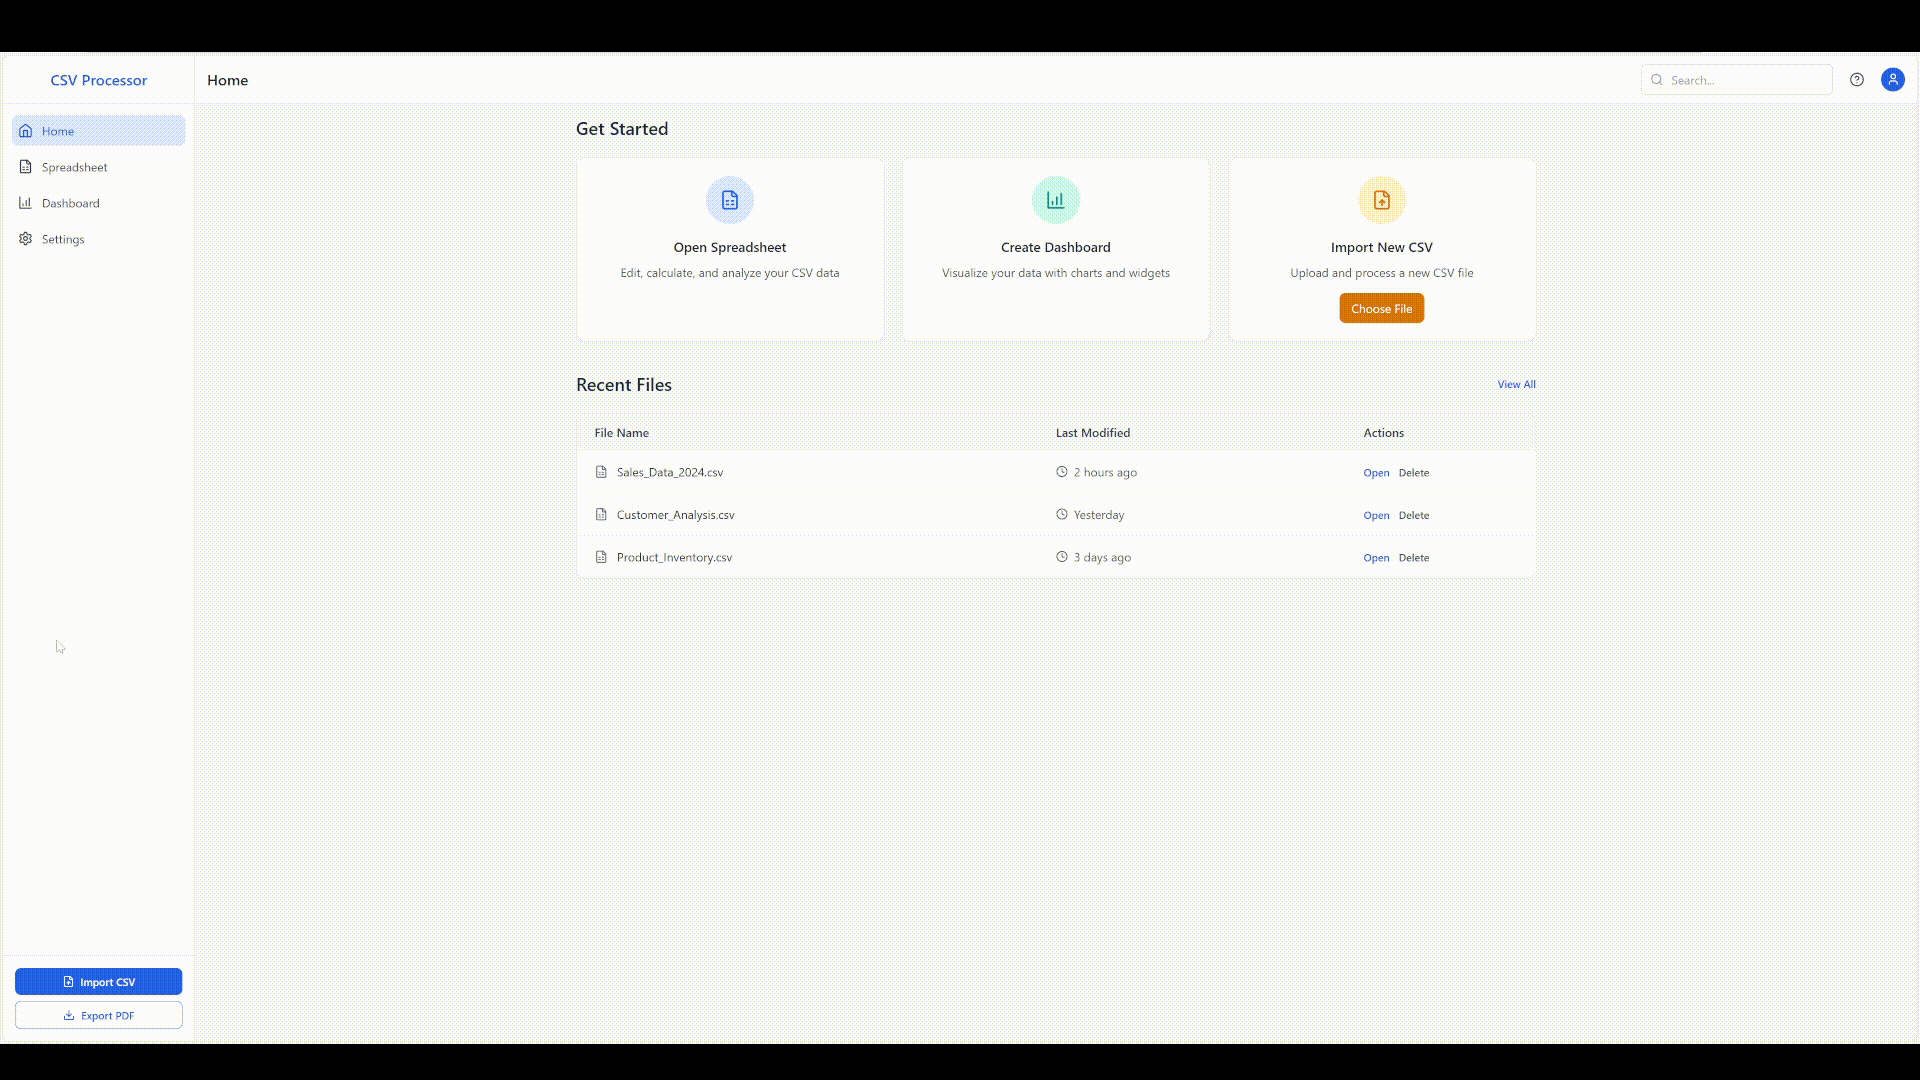 CSV Processor
Home
Search...
Home
Spreadsheet
Dashboard
Settings
Get Started
Open Spreadsheet
Edit, calculate, and analyze your CSV data
Create Dashboard
Visualize your data with charts and widgets
Import New CSV
Upload and process a new CSV file
Choose File
Recent Files
View All
File Name Last Modified Actions
Sales_Data_2024.csv 2 hours ago Open Delete
Customer_Analysis.csv Yesterday Open Delete
Product_Inventory.csv 3 days ago Open Delete
Import CSV
Export PDF